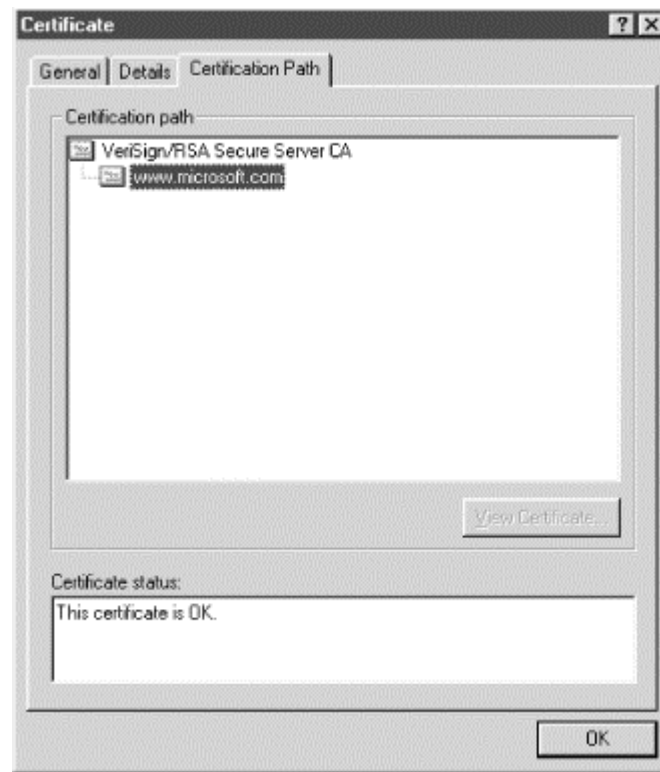 Certificate
General Details Certification Path
Certification path
VeriSign/RSA Secure Server CA
www.microsoft.com
View Certificate...
Certificate status:
This certificate is OK.
OK